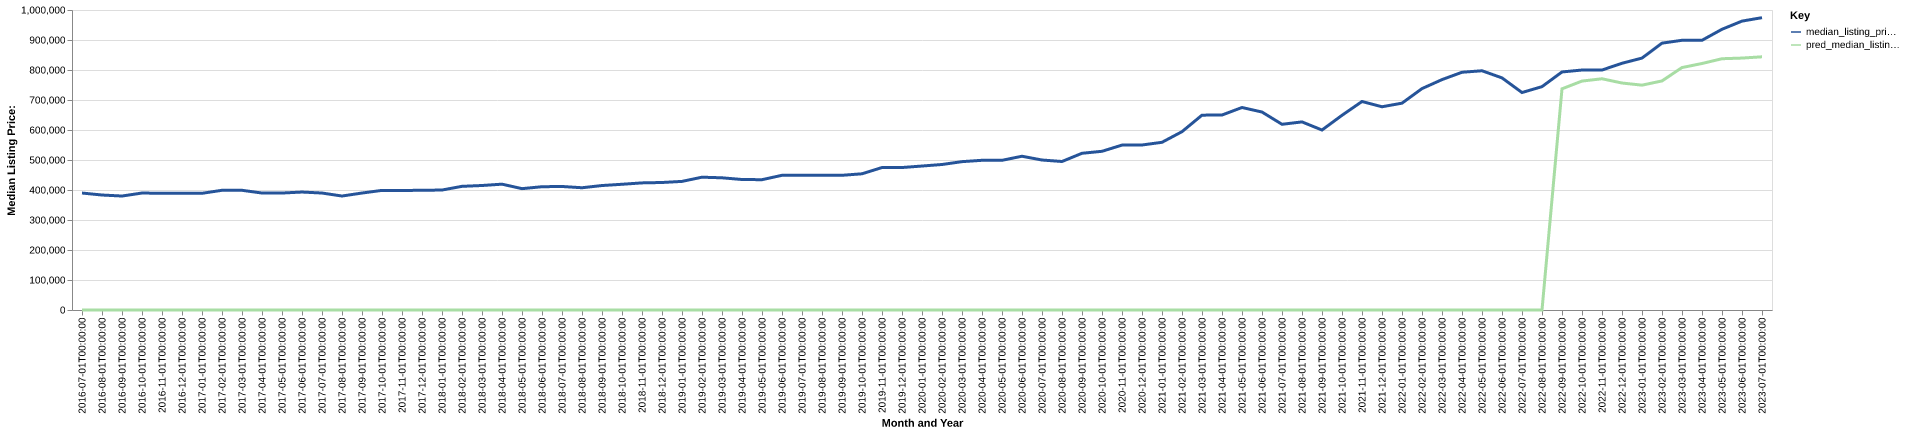 Key
median_listing_pri…
pred_median_listin…
Median Listing Price:
1,000,000
900,000
800,000
700,000
600,000
500,000
400,000
300,000
200,000
100,000
0
2016-07-01T00:00:00
2016-08-01T00:00:00
2016-09-01T00:00:00
2016-10-01T00:00:00
2016-11-01T00:00:00
2016-12-01T00:00:00
2017-01-01T00:00:00
2017-02-01T00:00:00
2017-03-01T00:00:00
2017-04-01T00:00:00
2017-05-01T00:00:00
2017-06-01T00:00:00
2017-07-01T00:00:00
2017-08-01T00:00:00
2017-09-01T00:00:00
2017-10-01T00:00:00
2017-11-01T00:00:00
2017-12-01T00:00:00
2018-01-01T00:00:00
2018-02-01T00:00:00
2018-03-01T00:00:00
2018-04-01T00:00:00
2018-05-01T00:00:00
2018-06-01T00:00:00
2018-07-01T00:00:00
2018-08-01T00:00:00
2018-09-01T00:00:00
2018-10-01T00:00:00
2018-11-01T00:00:00
2018-12-01T00:00:00
2019-01-01T00:00:00
2019-02-01T00:00:00
2019-03-01T00:00:00
2019-04-01T00:00:00
2019-05-01T00:00:00
2019-06-01T00:00:00
2019-07-01T00:00:00
2019-08-01T00:00:00
2019-09-01T00:00:00
2019-10-01T00:00:00
2019-11-01T00:00:00
2019-12-01T00:00:00
2020-01-01T00:00:00
2020-02-01T00:00:00
2020-03-01T00:00:00
2020-04-01T00:00:00
2020-05-01T00:00:00
2020-06-01T00:00:00
2020-07-01T00:00:00
2020-08-01T00:00:00
2020-09-01T00:00:00
2020-10-01T00:00:00
2020-11-01T00:00:00
2020-12-01T00:00:00
2021-01-01T00:00:00
2021-02-01T00:00:00
2021-03-01T00:00:00
2021-04-01T00:00:00
2021-05-01T00:00:00
2021-06-01T00:00:00
2021-07-01T00:00:00
2021-08-01T00:00:00
2021-09-01T00:00:00
2021-10-01T00:00:00
2021-11-01T00:00:00
2021-12-01T00:00:00
2022-01-01T00:00:00
2022-02-01T00:00:00
2022-03-01T00:00:00
2022-04-01T00:00:00
2022-05-01T00:00:00
2022-06-01T00:00:00
2022-07-01T00:00:00
2022-08-01T00:00:00
2022-09-01T00:00:00
2022-10-01T00:00:00
2022-11-01T00:00:00
2022-12-01T00:00:00
2023-01-01T00:00:00
2023-02-01T00:00:00
2023-03-01T00:00:00
2023-04-01T00:00:00
2023-05-01T00:00:00
2023-06-01T00:00:00
2023-07-01T00:00:00
Month and Year